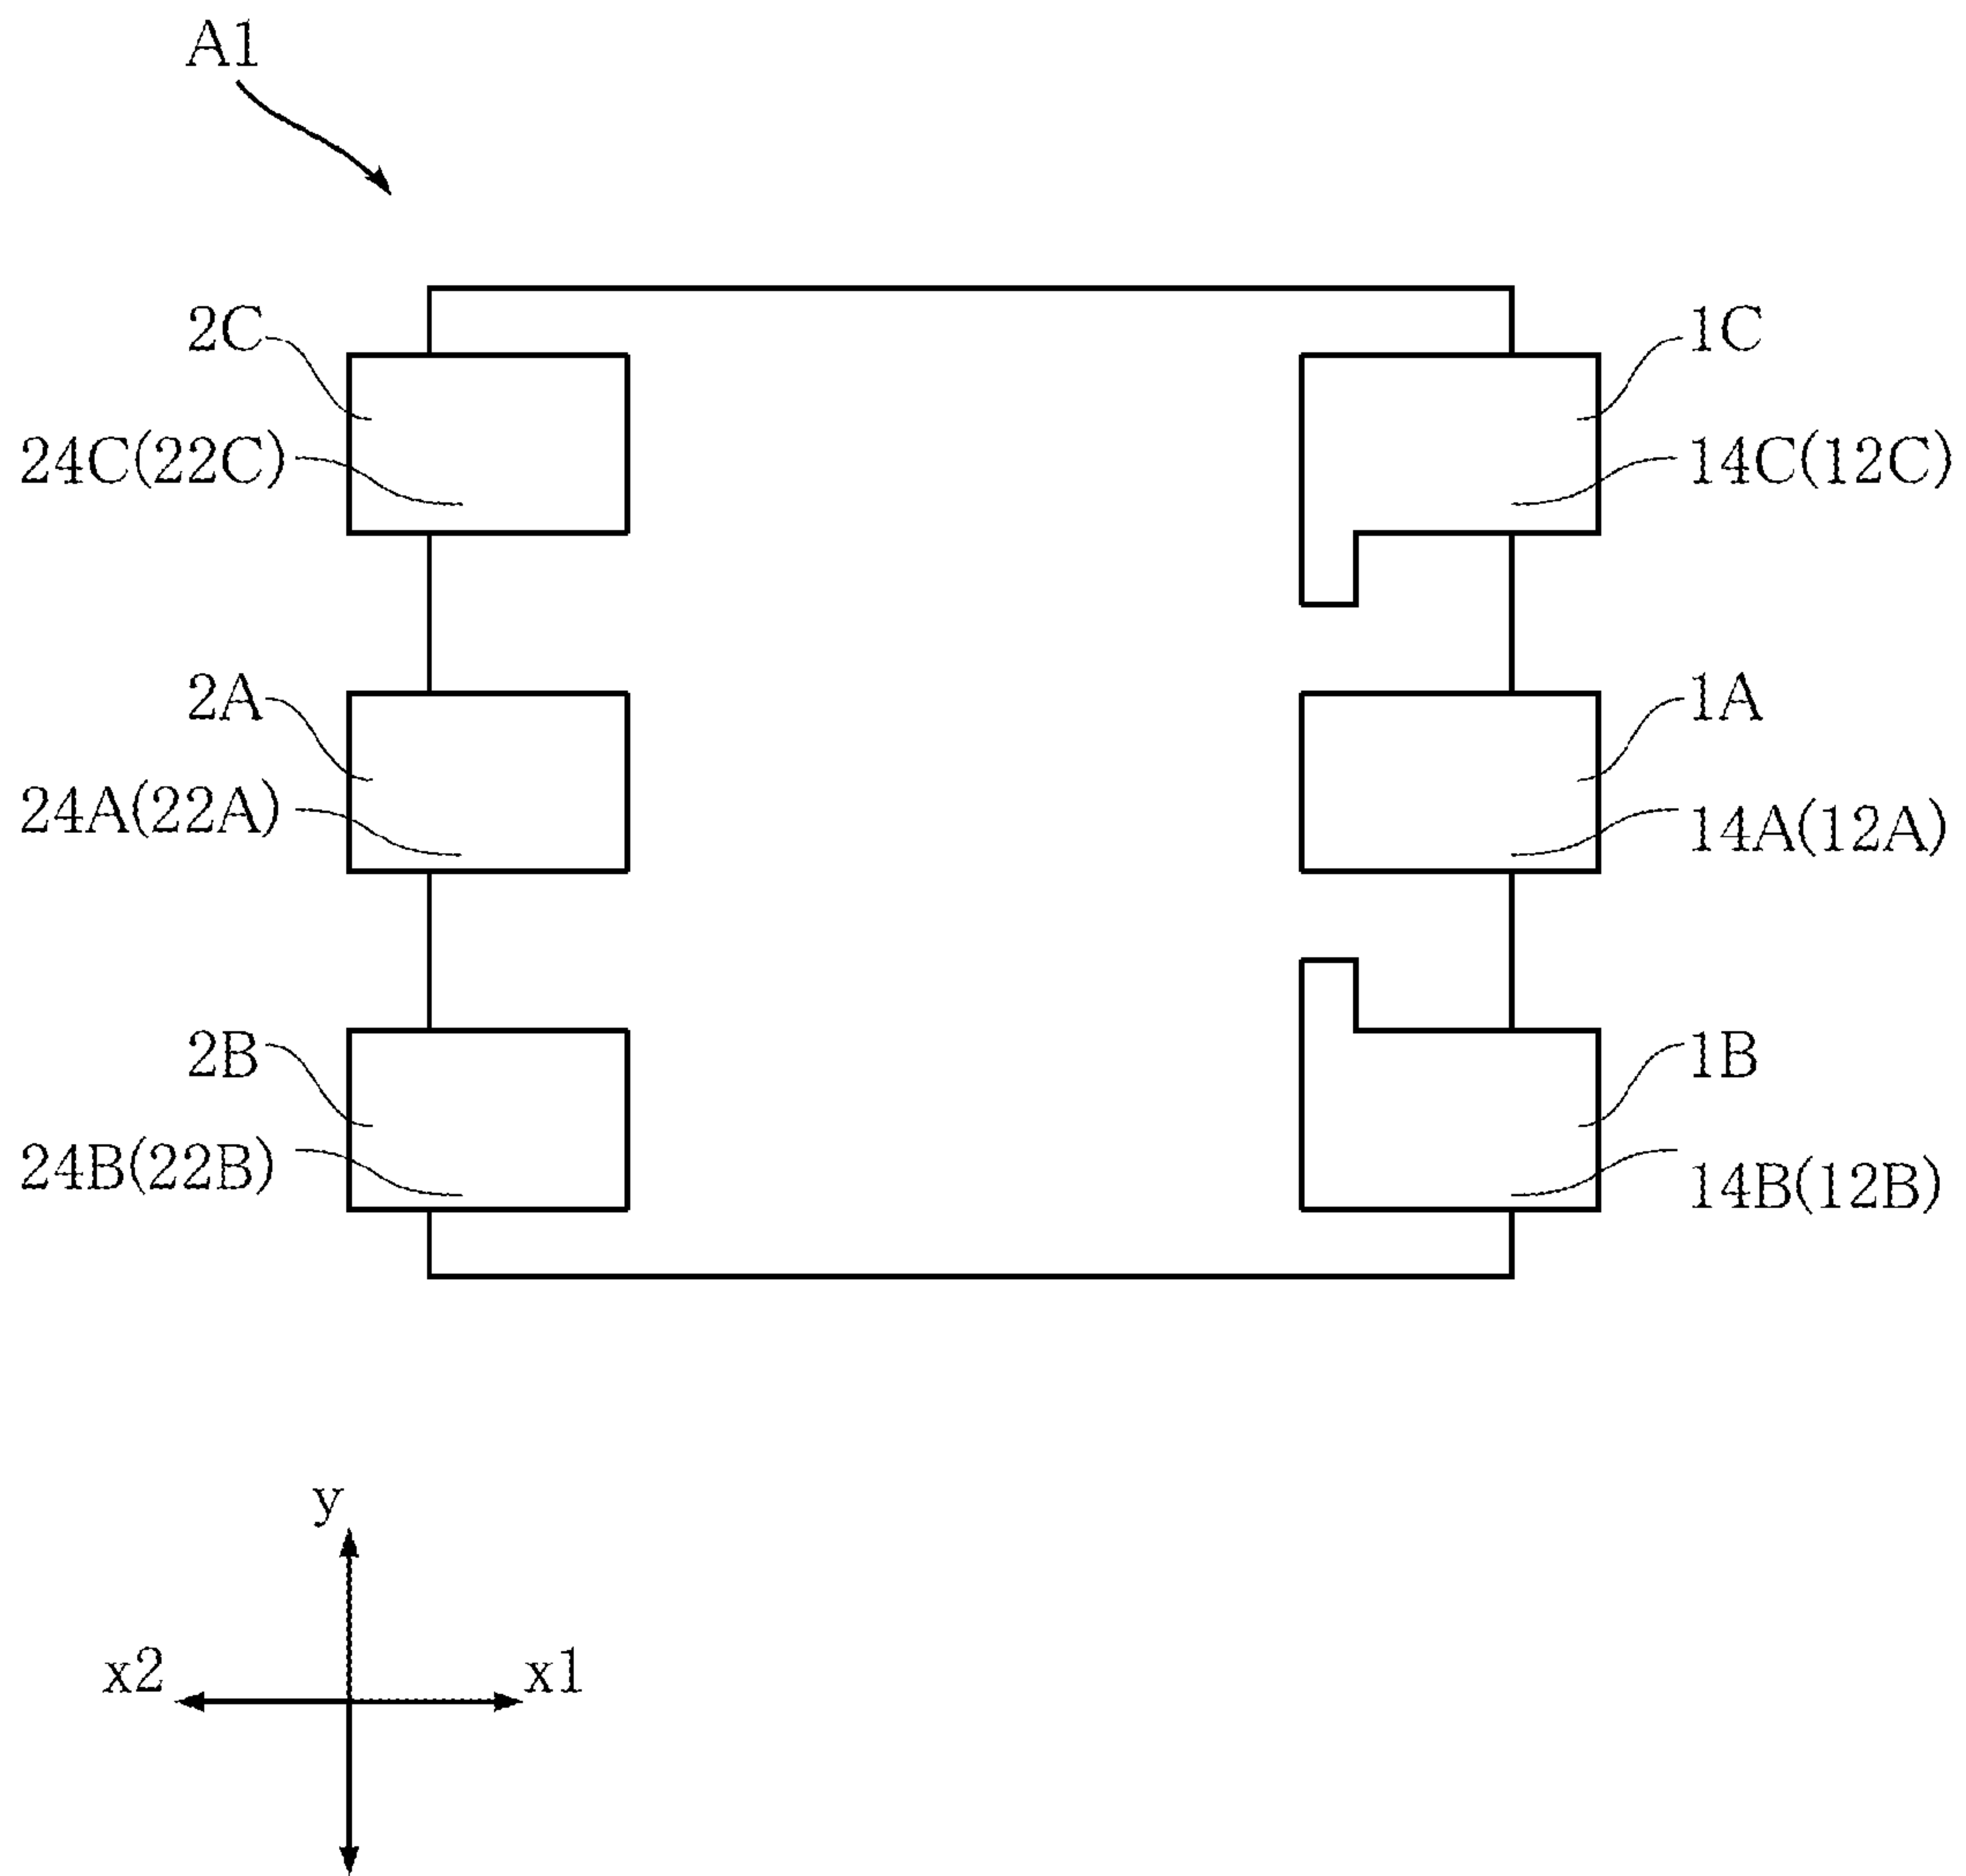 A1
2C
1C
24C(22C)
14C(12C)
2A
1A
24A(22A)
14A(12A)
2B
1B
24B(22B)
14B(12B)
y
x2
x1